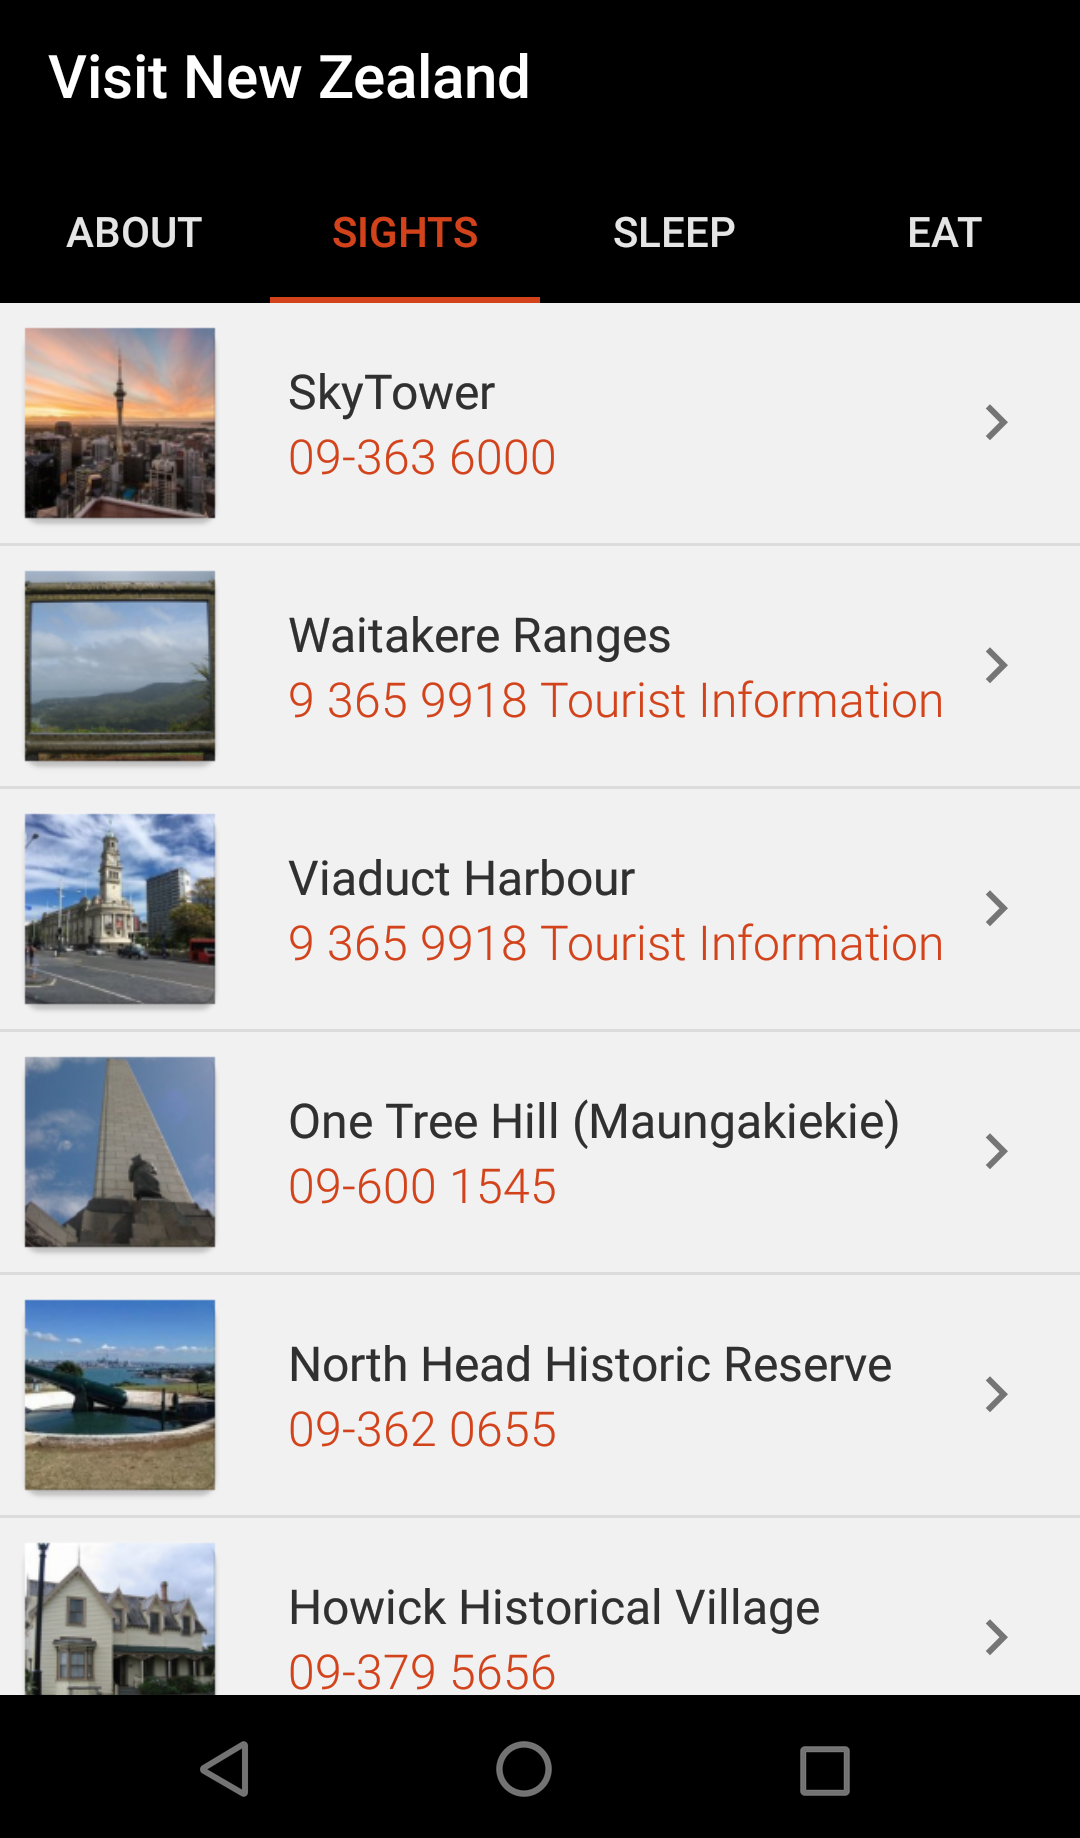 Visit New Zealand
ABOUT SIGHTS SLEEP EAT
SkyTower
09-363 6000
Waitakere Ranges
9 365 9918 Tourist Information
Viaduct Harbour
9 365 9918 Tourist Information
One Tree Hill (Maungakiekie)
09-600 1545
North Head Historic Reserve
09-362 0655
Howick Historical Village
09-379 5656